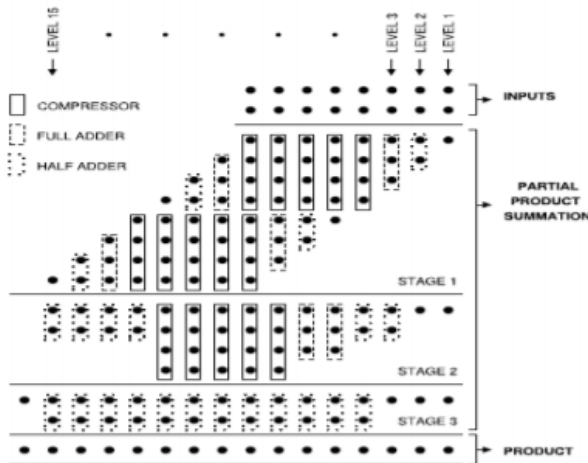 LEVEL 15
LEVEL 3
LEVEL 2
LEVEL 1
INPUTS
COMPRESSOR
FULL ADDER
HALF ADDER
PARTIAL
PRODUCT
SUMMATION
STAGE 1
STAGE 2
STAGE 3
PRODUCT